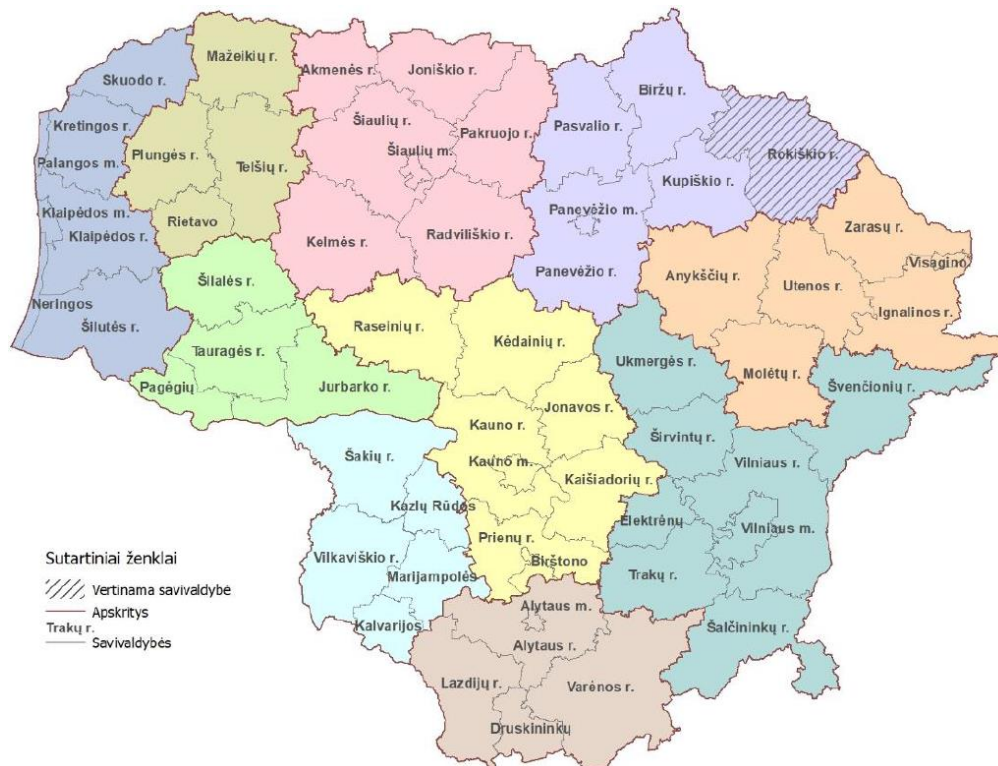 Mažeikių r.
Skuodo r.
Akmenės r.
Joniškio r.
Biržų r.
Kretingos r.
Šiaulių r.
Pasvalio r.
Pakruojo r.
Plungės r.
Šiaulių m.
Rokiškio r.
Palangos m.
Telšių r.
Kupiškio r.
Klaipėdos m.
Rietavo
Panevėžio m.
Klaipėdos r.
Kelmės r.
Radviliškio r.
Zarasų r.
Visagino
Panevėžio r.
Anykščių r.
Neringos
Šilalės r.
Utenos r.
Ignalinos r.
Šilutės r.
Raseinių r.
Kėdainių r.
Tauragės r.
Ukmergės r.
Molėtų r.
Švenčionių r.
Pagėgių
Jurbarko r.
Jonavos r.
Kauno r.
Širvintų r.
Šakių r.
Kauno m.
Vilniaus r.
Kaišiadorių r.
Kazlų Rūdos
Elektrėnų
Vilniaus m.
Prienų r.
Vilkaviškio r.
Birštono
Marijampolės
Trakų r.
Alytaus m.
Kalvarijos
Šalčininkų r.
Alytaus r.
Lazdijų r.
Varėnos r.
Druskininkų
Sutartiniai ženklai
Vertinama savivaldybė
Apskritys
Trakų r.
Savivaldybės